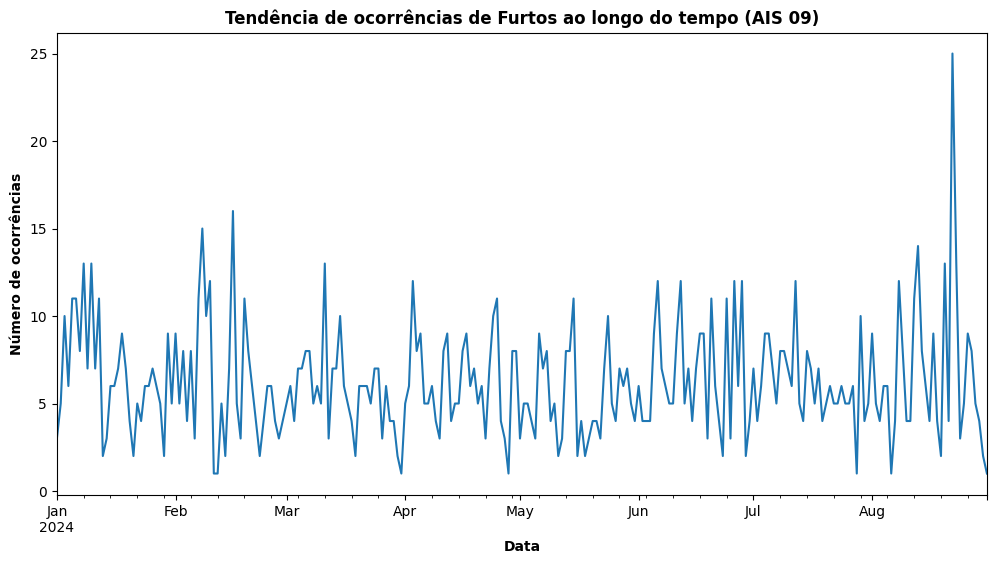 Tendência de ocorrências de Furtos ao longo do tempo (AIS 09)
Número de ocorrências
25
20
15
10
5
0
Jan Feb Mar Apr May Jun Jul Aug
2024
Data